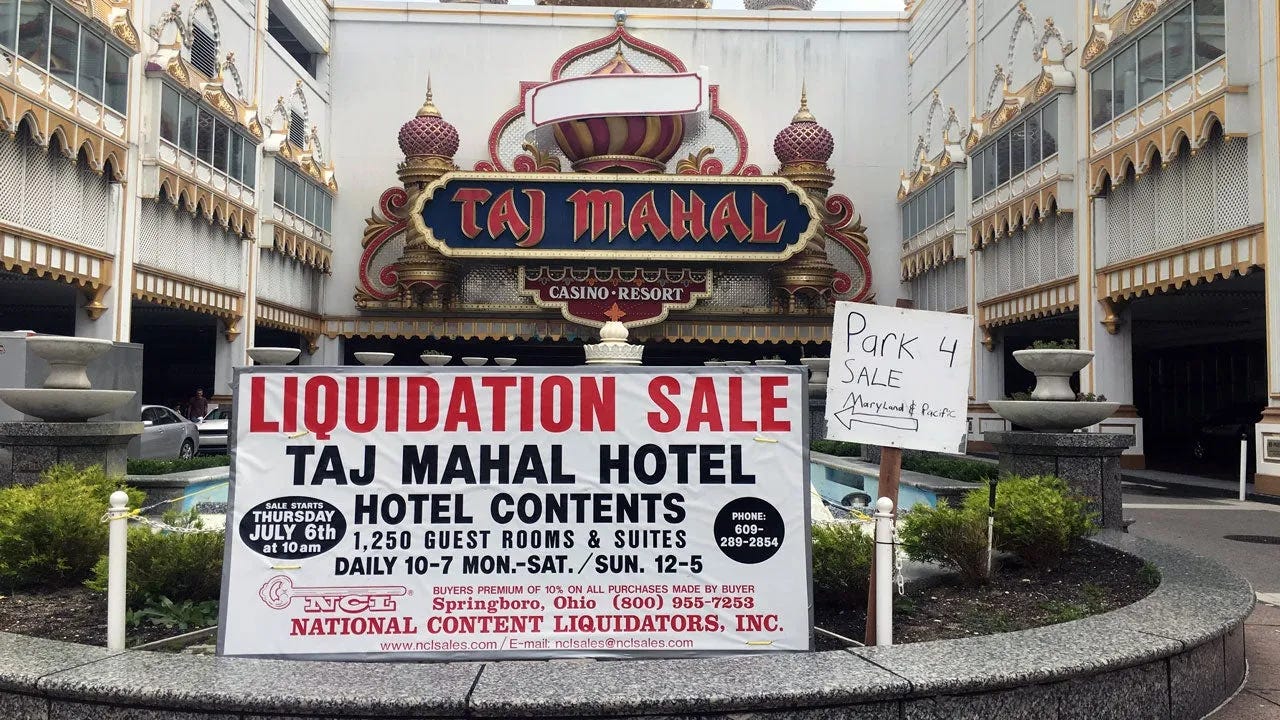 TAJ MAHAL
CASINO • RESORT
LIQUIDATION SALE
TAJ MAHAL HOTEL
HOTEL CONTENTS
SALE STARTS
THURSDAY
JULY 6th
at 10 am
1,250 GUEST ROOMS & SUITES
DAILY 10-7 MON.-SAT. / SUN. 12-5
PHONE:
609-
289-2854
NCI
BUYERS PREMIUM OF 10% ON ALL PURCHASES MADE BY BUYER
Springboro, Ohio (800) 955-7253
NATIONAL CONTENT LIQUIDATORS, INC.
www.nclsales.com / E-mail: nclsales@nclsales.com
Park 4
SALE
Maryland & Pacific